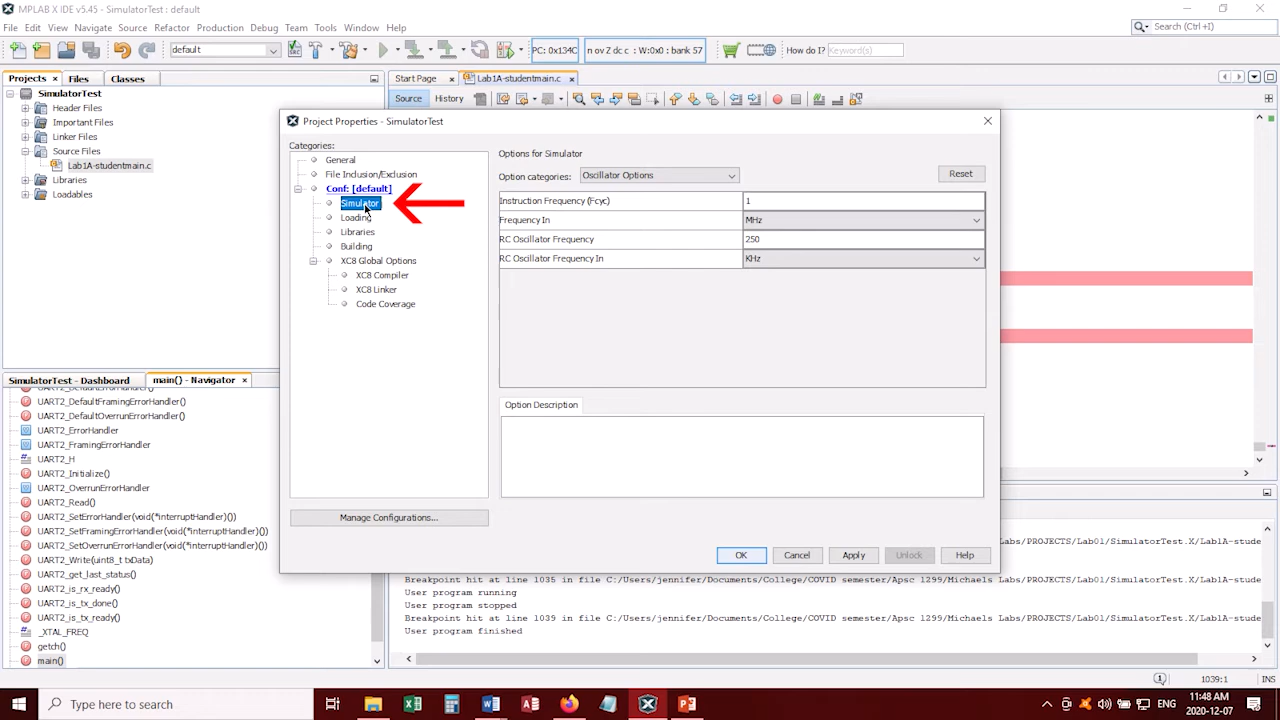 MPLAB X IDE v5.45 - SimulatorTest : default
File Edit View Navigate Source Refactor Production Debug Team Tools Window Help
Search (Ctrl+I)
default
PC: 0x134C
n ov Z dc c : W:0x0 : bank 57
How do I?
Keyword(s)
Projects
Files
Classes
Start Page
Lab1A-studentmain.c
Source
History
SimulatorTest
Header Files
Important Files
Linker Files
Source Files
Lab1A-studentmain.c
Libraries
Loadables
Project Properties - SimulatorTest
Categories:
General
File Inclusion/Exclusion
Conf: [default]
Simulator
Loading
Libraries
Building
XC8 Global Options
XC8 Compiler
XC8 Linker
Code Coverage
Manage Configurations...
Options for Simulator
Option categories:
Oscillator Options
Reset
Instruction Frequency (Fcyc) 1
Frequency In MHz
RC Oscillator Frequency 250
RC Oscillator Frequency In KHz
Option Description
OK
Cancel
Apply
Unlock
Help
SimulatorTest - Dashboard
main() - Navigator
UART2_DefaultErrorHandler()
UART2_DefaultFramingErrorHandler()
UART2_DefaultOverrunErrorHandler()
UART2_ErrorHandler
UART2_FramingErrorHandler
UART2_H
UART2_Initialize()
UART2_OverrunErrorHandler
UART2_Read()
UART2_SetErrorHandler(void(*interruptHandler)())
UART2_SetFramingErrorHandler(void(*interruptHandler)())
UART2_SetOverrunErrorHandler(void(*interruptHandler)())
UART2_Write(uint8_t txData)
UART2_get_last_status()
UART2_is_rx_ready()
UART2_is_tx_done()
UART2_is_tx_ready()
_XTAL_FREQ
getch()
main()
Labs/PROJECTS/Lab01/SimulatorTest.X/Lab1A-stude
Labs/PROJECTS/Lab01/SimulatorTest.X/Lab1A-stude
Breakpoint hit at line 1035 in file C:/Users/jennifer/Documents/College/COVID semester/Apsc 1299/Michaels Labs/PROJECTS/Lab01/SimulatorTest.X/Lab1A-stude
User program running
User program stopped
Breakpoint hit at line 1039 in file C:/Users/jennifer/Documents/College/COVID semester/Apsc 1299/Michaels Labs/PROJECTS/Lab01/SimulatorTest.X/Lab1A-stude
User program finished
1
1039:1
INS
Type here to search
ENG
11:48 AM
2020-12-07